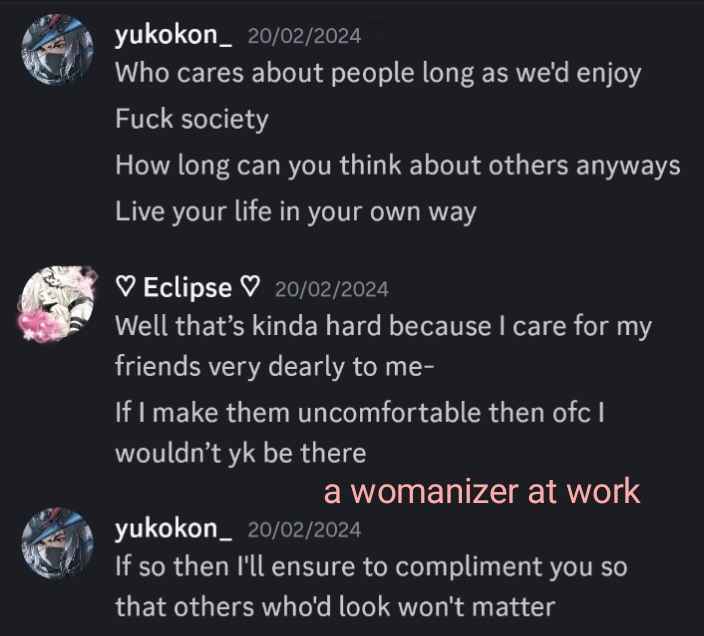 yukokon_ 20/02/2024
Who cares about people long as we'd enjoy
Fuck society
How long can you think about others anyways
Live your life in your own way
♡ Eclipse ♡ 20/02/2024
Well that’s kinda hard because I care for my
friends very dearly to me-
If I make them uncomfortable then ofc I
wouldn’t yk be there
a womanizer at work
yukokon_ 20/02/2024
If so then I'll ensure to compliment you so
that others who'd look won't matter